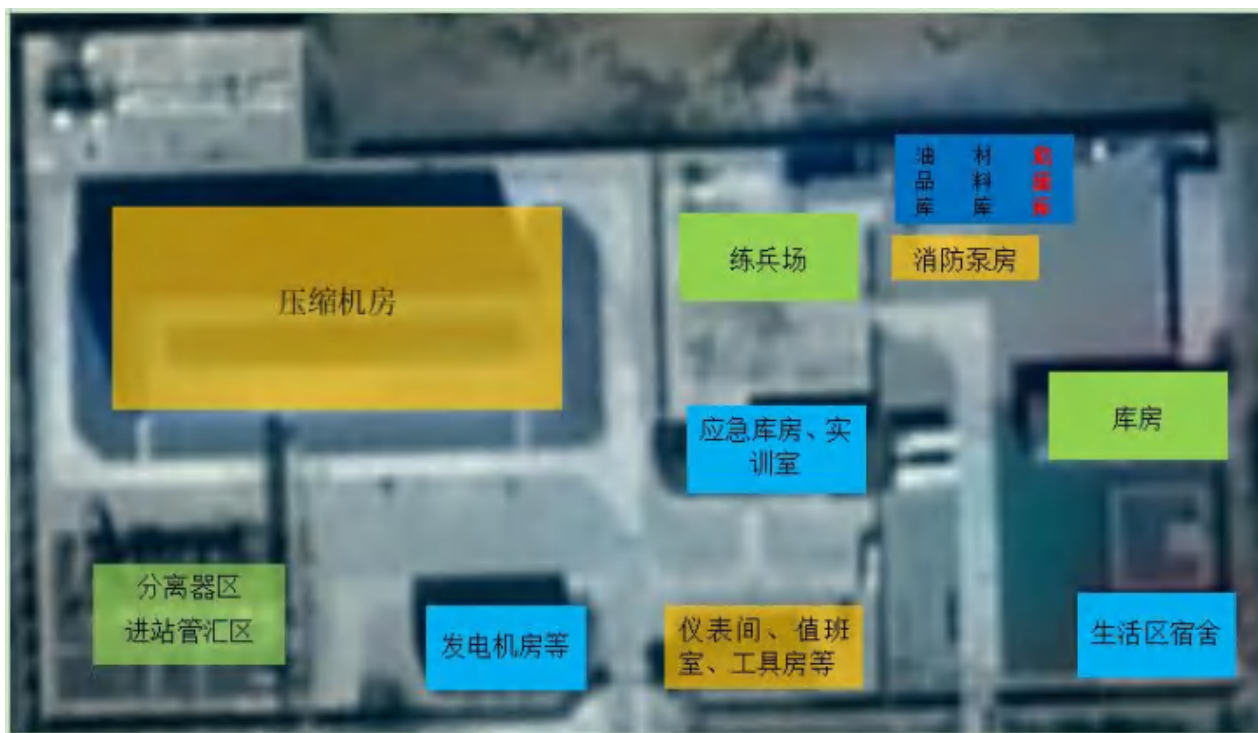 油品库
材料库
练兵场
消防泵房
压缩机房
库房
应急库房、实
训室
分离器区
进站管汇区
发电机房等
仪表间、值班
室、工具房等
生活区宿舍